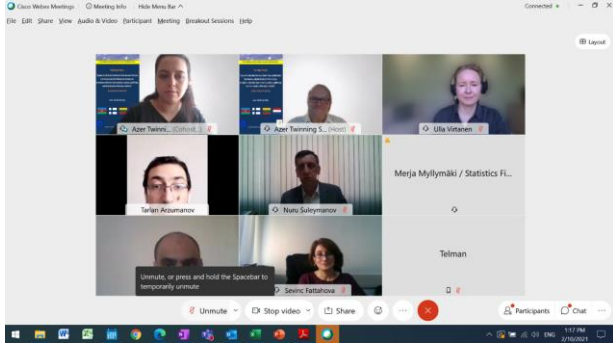 Cisco Webex Meetings Meeting Info Hide Menu Bar Connected
File Edit Share View Audio & Video Participant Meeting Breakout Sessions Help
Layout
Azer Twinni... (Cohost...) Azer Twinning S... (Host) Ulla Virtanen
Merja Myllymäki / Statistics Fi...
Tarlan Arzumanov Nuru Suleymanov
Telman
Unmute, or press and hold the Spacebar to
temporarily unmute
Sevinc Fattahova
Unmute Stop video Share Participants Chat
ENG 1:17 PM
2/10/2021